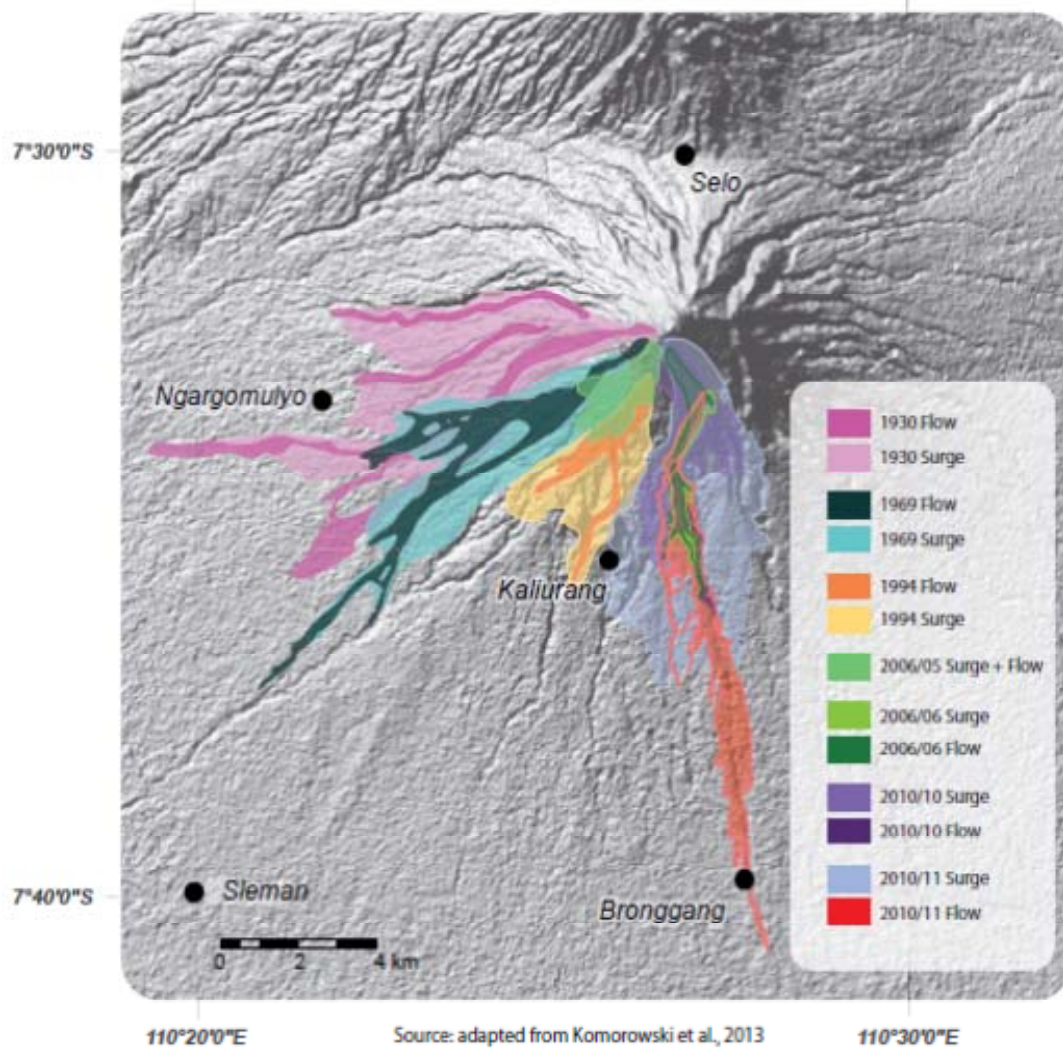 7°30'0"S
Selo
Ngargomulyo
Kaliurang
7°40'0"S
Sleman
Bronggang
0 2 4 km
1930 Flow
1930 Surge
1969 Flow
1969 Surge
1994 Flow
1994 Surge
2006/05 Surge + Flow
2006/06 Surge
2006/06 Flow
2010/10 Surge
2010/10 Flow
2010/11 Surge
2010/11 Flow
110°20'0"E
Source: adapted from Komorowski et al., 2013
110°30'0"E